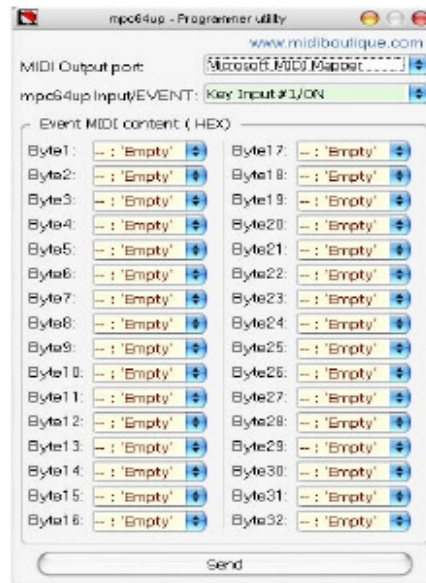 mpc64up - Programmer utility
www.midiboutique.com
MIDI Output port: Microsoft MIDI Mapper
mpc64up Input/EVENT: Key Input #1/ON
Event MIDI content ( HEX)
Byte1: -- : 'Empty' Byte17: -- : 'Empty'
Byte2: -- : 'Empty' Byte18: -- : 'Empty'
Byte3: -- : 'Empty' Byte19: -- : 'Empty'
Byte4: -- : 'Empty' Byte20: -- : 'Empty'
Byte5: -- : 'Empty' Byte21: -- : 'Empty'
Byte6: -- : 'Empty' Byte22: -- : 'Empty'
Byte7: -- : 'Empty' Byte23: -- : 'Empty'
Byte8: -- : 'Empty' Byte24: -- : 'Empty'
Byte9: -- : 'Empty' Byte25: -- : 'Empty'
Byte10: -- : 'Empty' Byte26: -- : 'Empty'
Byte11: -- : 'Empty' Byte27: -- : 'Empty'
Byte12: -- : 'Empty' Byte28: -- : 'Empty'
Byte13: -- : 'Empty' Byte29: -- : 'Empty'
Byte14: -- : 'Empty' Byte30: -- : 'Empty'
Byte15: -- : 'Empty' Byte31: -- : 'Empty'
Byte16: -- : 'Empty' Byte32: -- : 'Empty'
Send